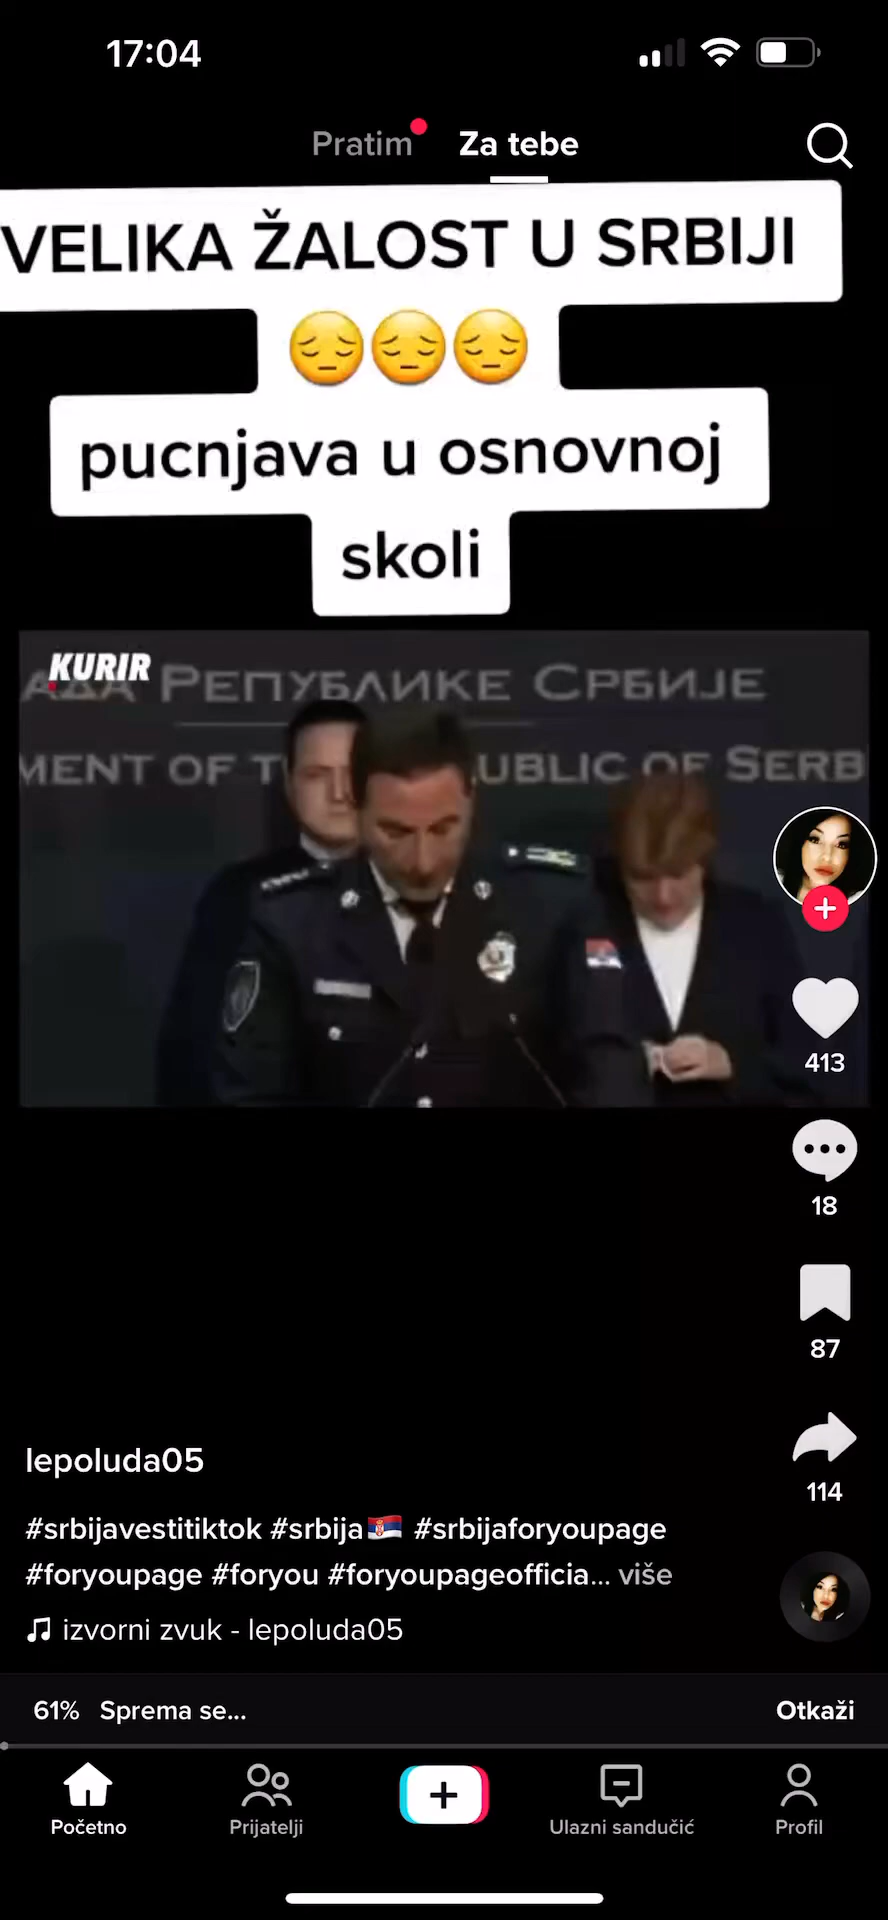 17:04
Pratim Za tebe
VELIKA ŽALOST U SRBIJI
😔😔😔
pucnjava u osnovnoj
skoli
KURIR
РЕПУБЛИКЕ СРБИЈЕ
MENT OF T UBLIC OF SERB
413
18
87
114
lepoluda05
#srbijavestitiktok #srbija🇷🇸 #srbijaforyoupage
#foryoupage #foryou #foryoupageofficia... više
izvorni zvuk - lepoluda05
61% Sprema se... Otkaži
Početno Prijatelji Ulazni sandučić Profil